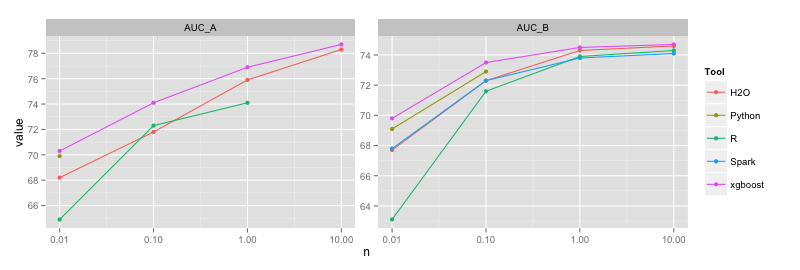 AUC_A
AUC_B
value
78
76
74
72
70
68
66
74
72
70
68
66
64
0.01 0.10 1.00 10.00
0.01 0.10 1.00 10.00
n
Tool
H2O
Python
R
Spark
xgboost